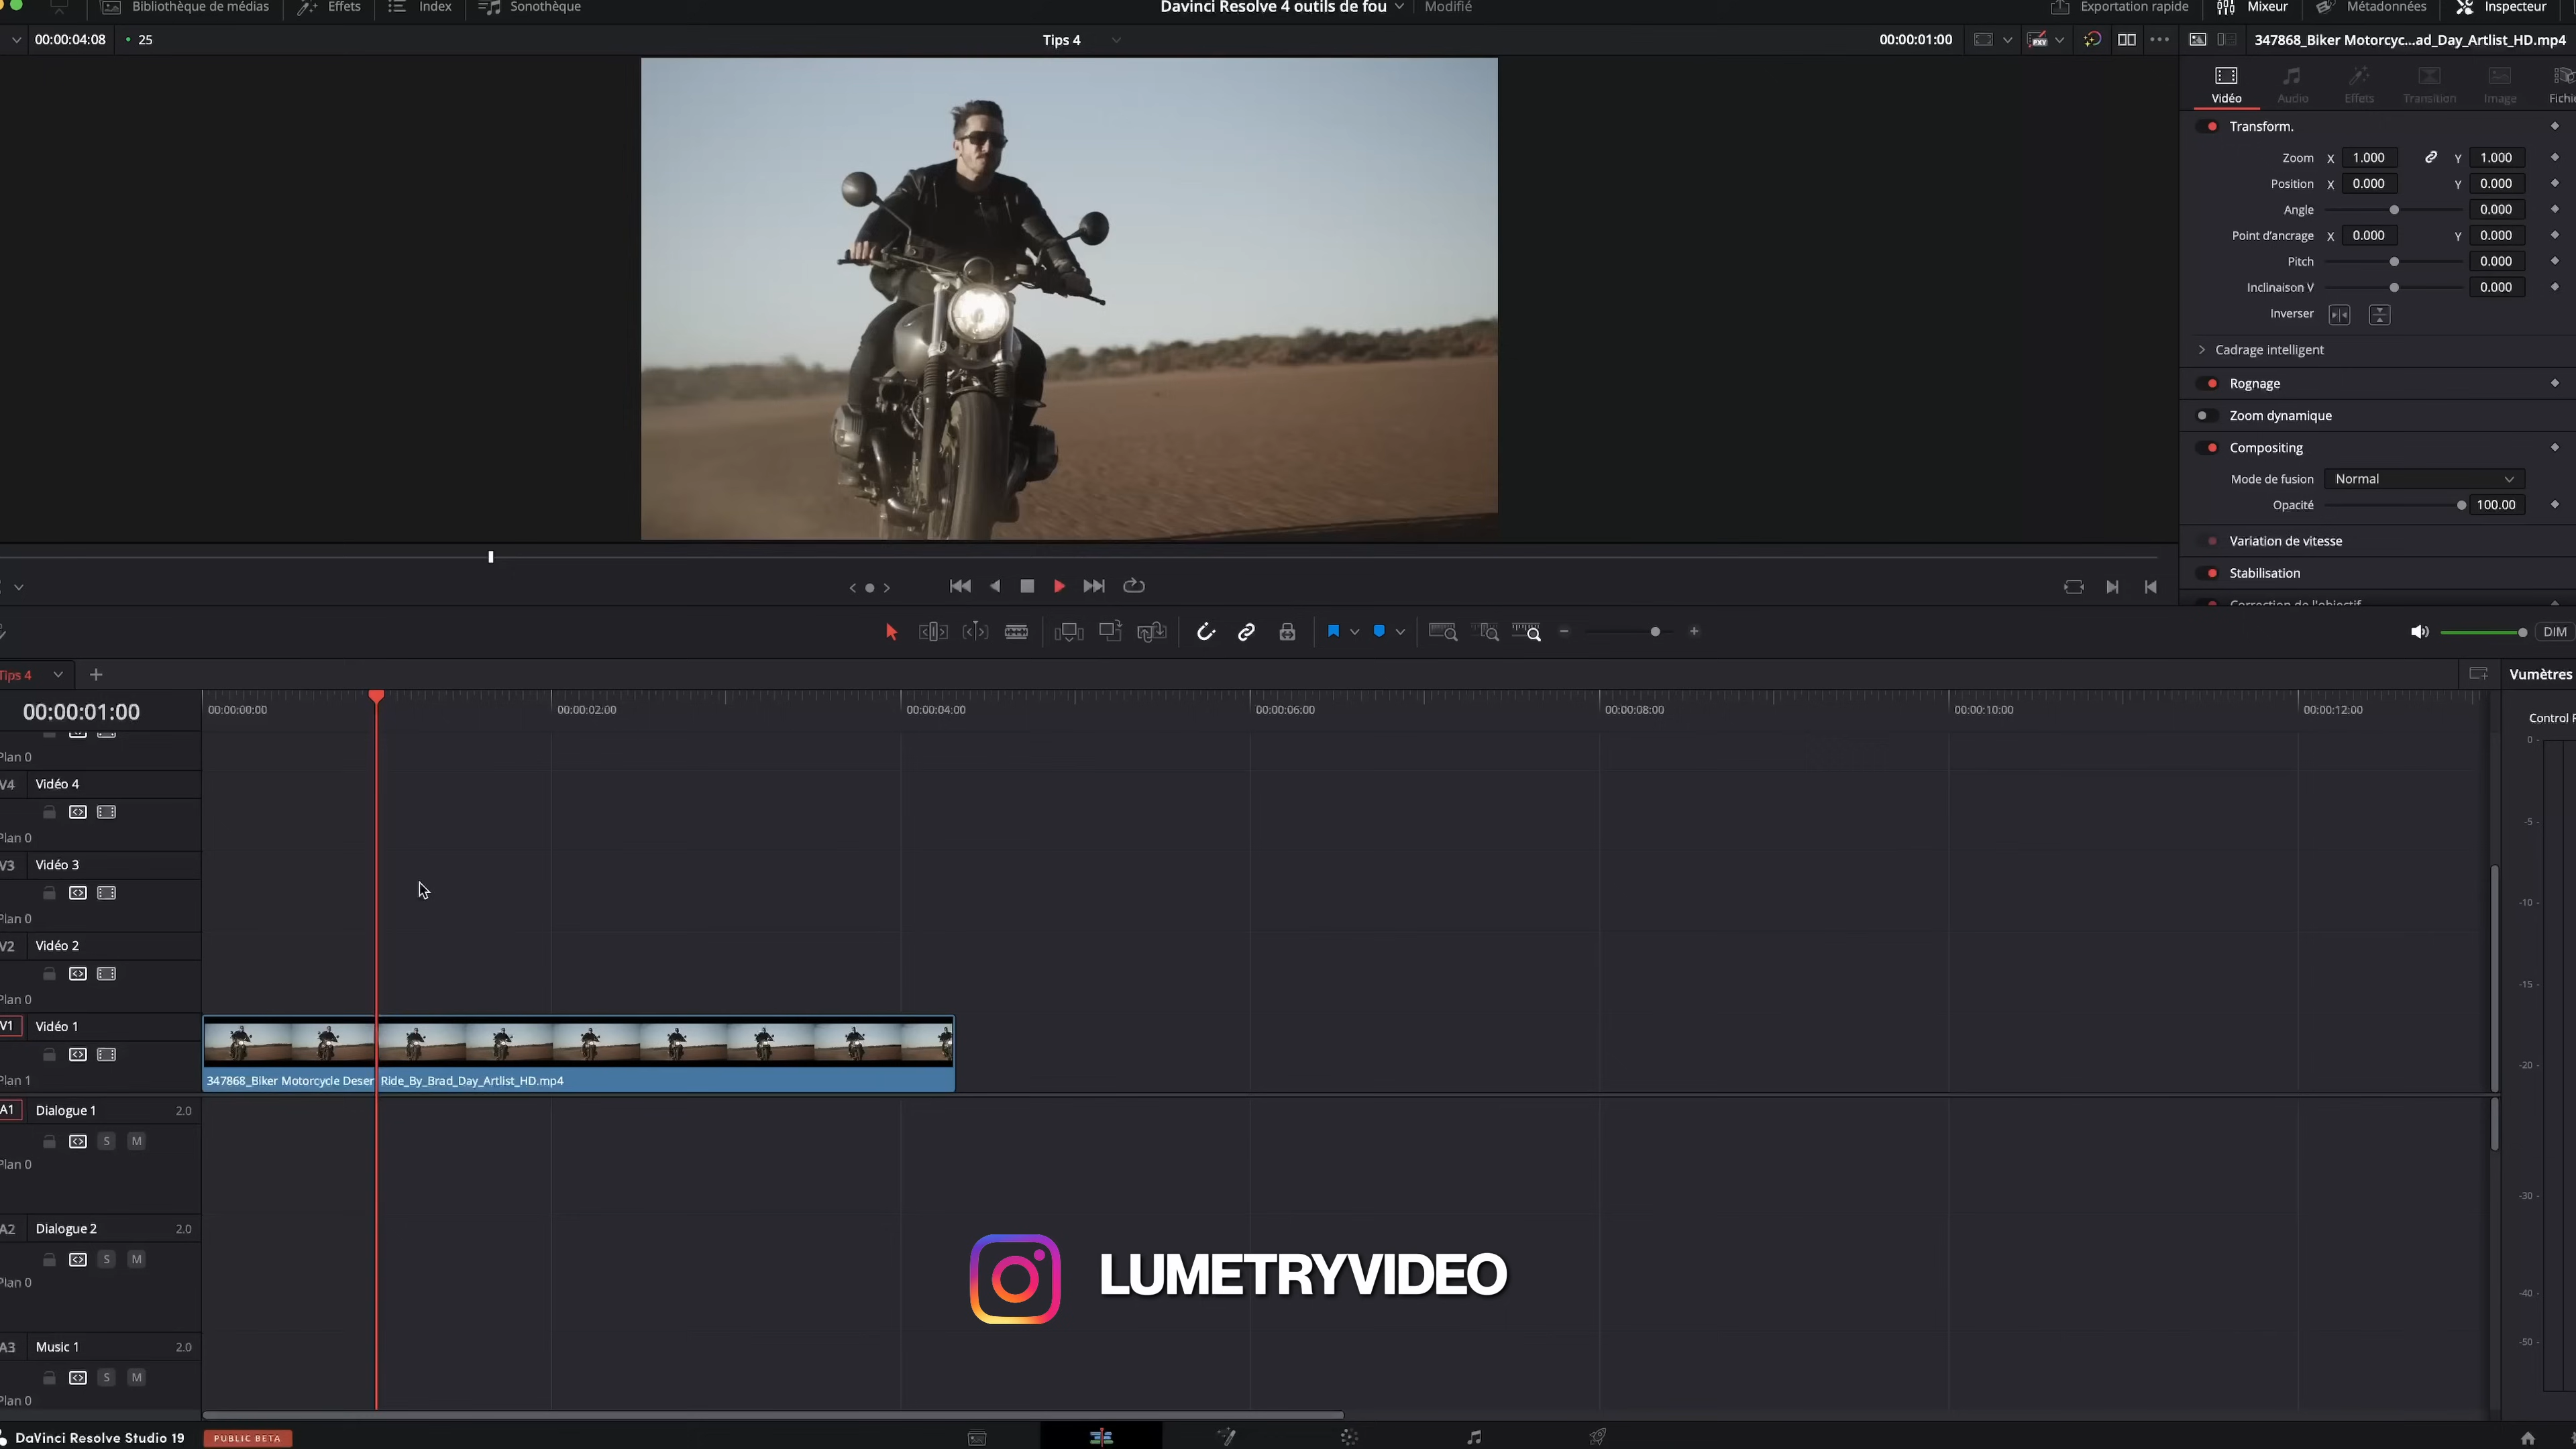 Bibliothèque de médias
Effets
Index
Sonothèque
Davinci Resolve 4 outils de fou
Modifié
Exportation rapide
Mixeur
Métadonnées
Inspecteur
00:00:04:08
25
Tips 4
00:00:01:00
347868_Biker Motorcyc...ad_Day_Artlist_HD.mp4
Vidéo
Audio
Effets
Transition
Image
Fichi
Transform.
Zoom X 1.000 Y 1.000
Position X 0.000 Y 0.000
Angle 0.000
Point d'ancrage X 0.000 Y 0.000
Pitch 0.000
Inclinaison V 0.000
Inverser
Cadrage intelligent
Rognage
Zoom dynamique
Compositing
Mode de fusion Normal
Opacité 100.00
Variation de vitesse
Stabilisation
Correction de l'objectif
DIM
Tips 4
Vumètres
00:00:01:00
00:00:00:00
00:00:02:00
00:00:04:00
00:00:06:00
00:00:08:00
00:00:10:00
00:00:12:00
Control
0
-5
-10
-15
-20
-30
-40
-50
Plan 0
V4 Vidéo 4
Plan 0
V3 Vidéo 3
Plan 0
V2 Vidéo 2
Plan 0
V1 Vidéo 1
Plan 1
347868_Biker Motorcycle Deser Ride_By_Brad_Day_Artlist_HD.mp4
A1 Dialogue 1 2.0
S M
Plan 0
A2 Dialogue 2 2.0
S M
Plan 0
LUMETRYVIDEO
A3 Music 1 2.0
S M
Plan 0
DaVinci Resolve Studio 19
PUBLIC BETA